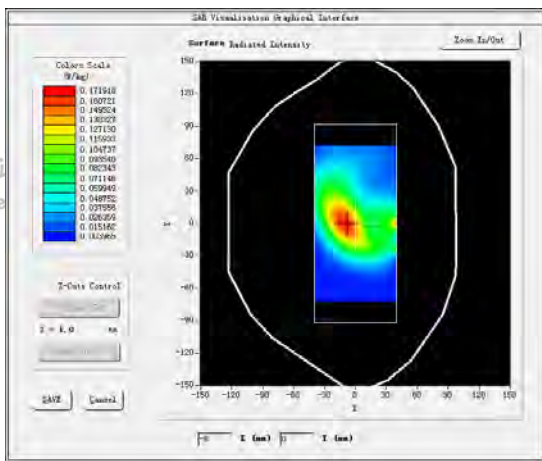 SAR Visualisation Graphical Interface
Surface Radiated Intensity
Zoom In/Out
Colors Scale
(W/kg)
0.171918
0.160721
0.149524
0.138327
0.127130
0.115933
0.104737
0.093540
0.082343
0.071146
0.059949
0.048752
0.037556
0.026359
0.015162
0.003965
150
90
60
30
0
-30
-60
-90
-120
-150
-150 -120 -90 -60 -30 0 30 60 90 120 150
Control
mm
SAVE
Cancel
(mm) 0 (mm)